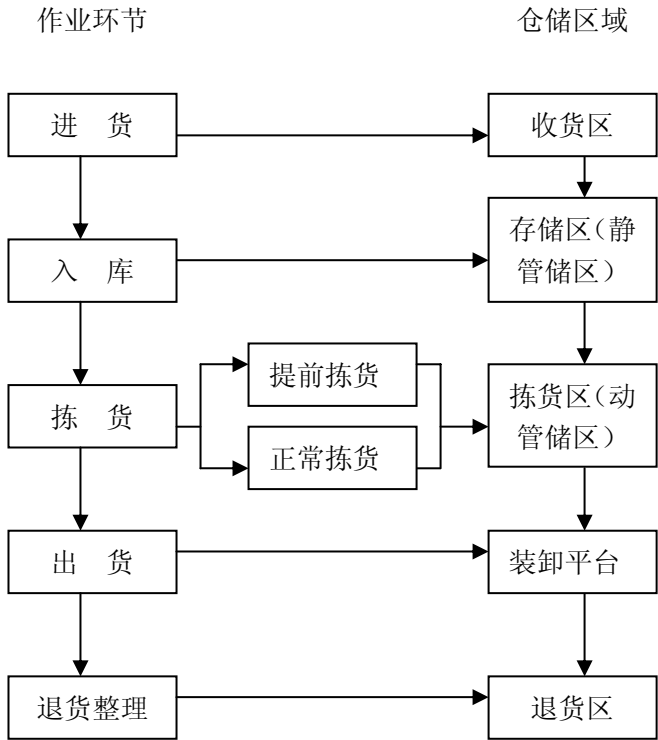 作业环节
仓储区域
进 货
收货区
存储区（静
管储区）
入 库
提前拣货
拣 货
正常拣货
拣货区（动
管储区）
出 货
装卸平台
退货整理
退货区